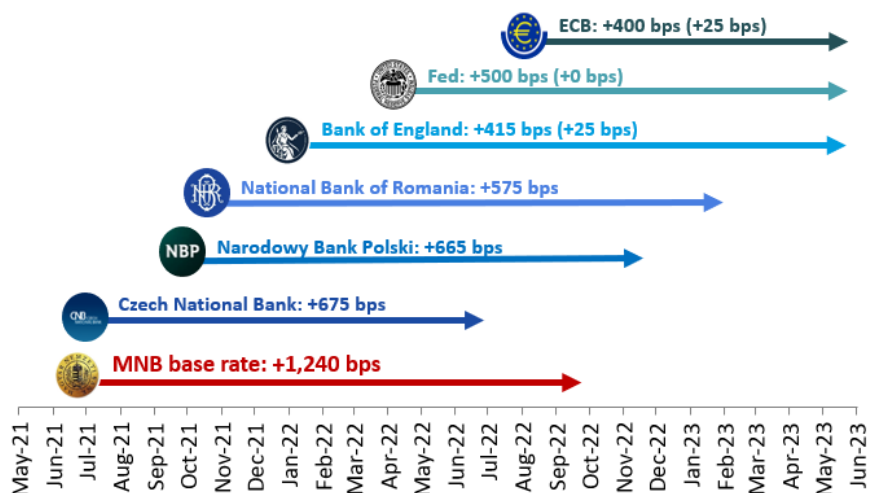 ECB: +400 bps (+25 bps)
Fed: +500 bps (+0 bps)
Bank of England: +415 bps (+25 bps)
National Bank of Romania: +575 bps
NBP
Narodowy Bank Polski: +665 bps
CNB
Czech National Bank: +675 bps
MNB base rate: +1,240 bps
May-21
Jun-21
Jul-21
Aug-21
Sep-21
Oct-21
Nov-21
Dec-21
Jan-22
Feb-22
Mar-22
Apr-22
May-22
Jun-22
Jul-22
Aug-22
Sep-22
Oct-22
Nov-22
Dec-22
Jan-23
Feb-23
Mar-23
Apr-23
May-23
Jun-23